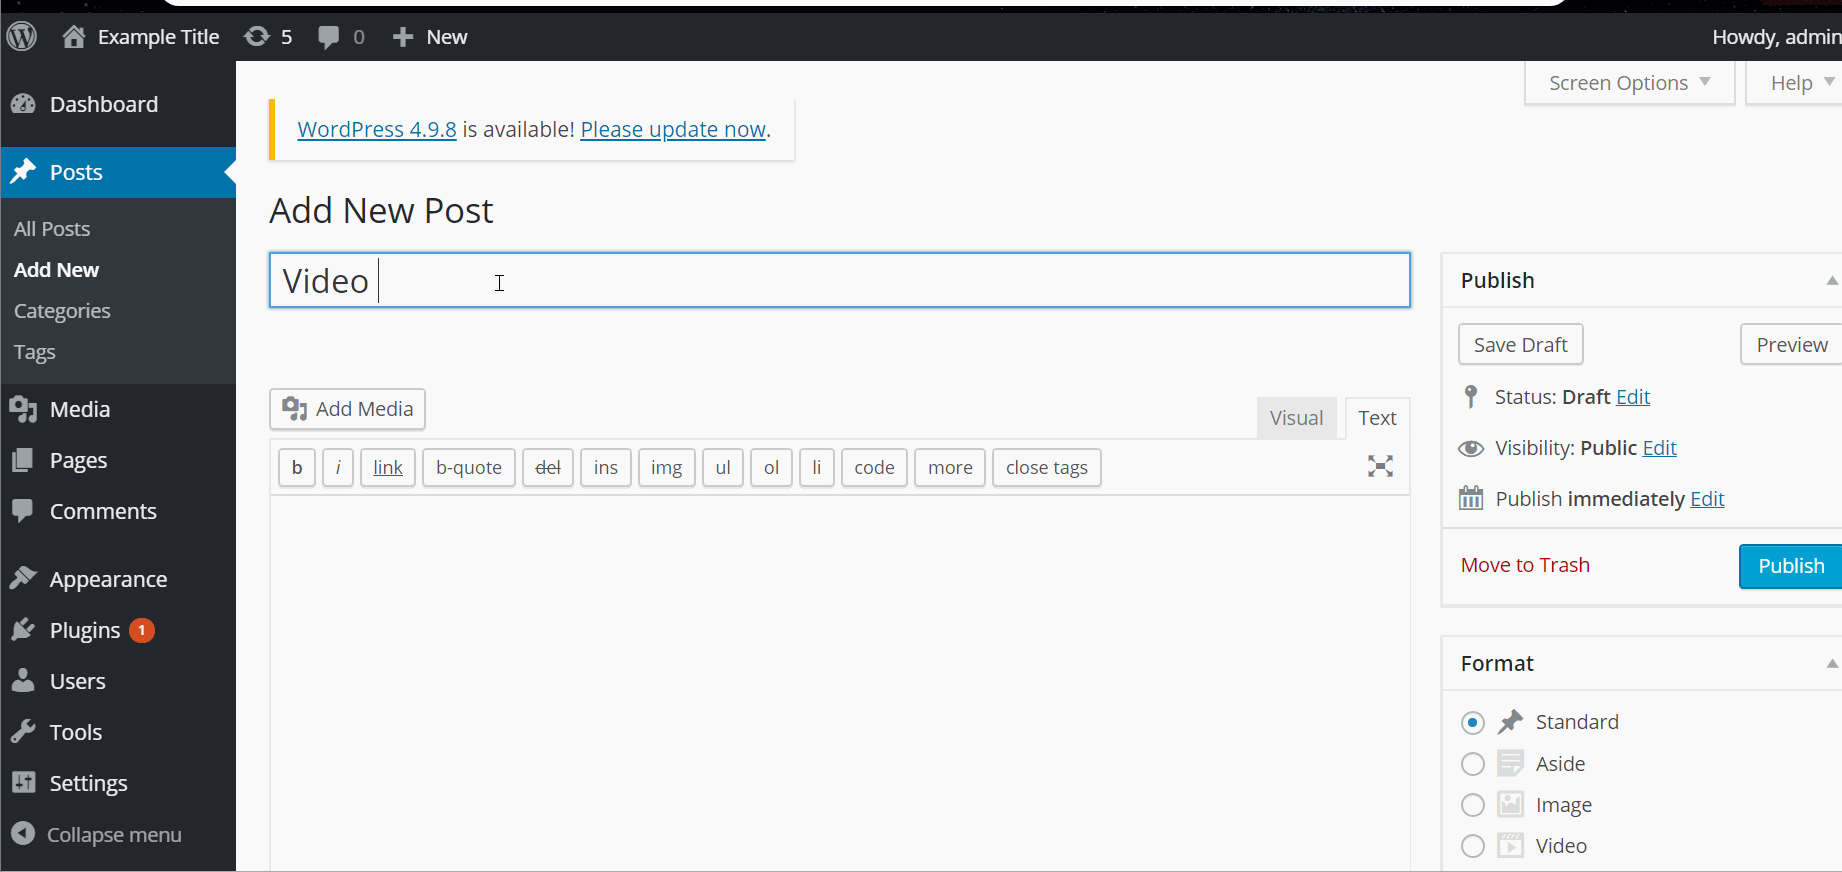 Example Title 5 0 New Howdy, admin
Screen Options Help
Dashboard
Posts
All Posts
Add New
Categories
Tags
Media
Pages
Comments
Appearance
Plugins 1
Users
Tools
Settings
Collapse menu
WordPress 4.9.8 is available! Please update now.
Add New Post
Video
Add Media
Visual Text
b i link b-quote del ins img ul ol li code more close tags
Publish
Save Draft Preview
Status: Draft Edit
Visibility: Public Edit
Publish immediately Edit
Move to Trash Publish
Format
Standard
Aside
Image
Video